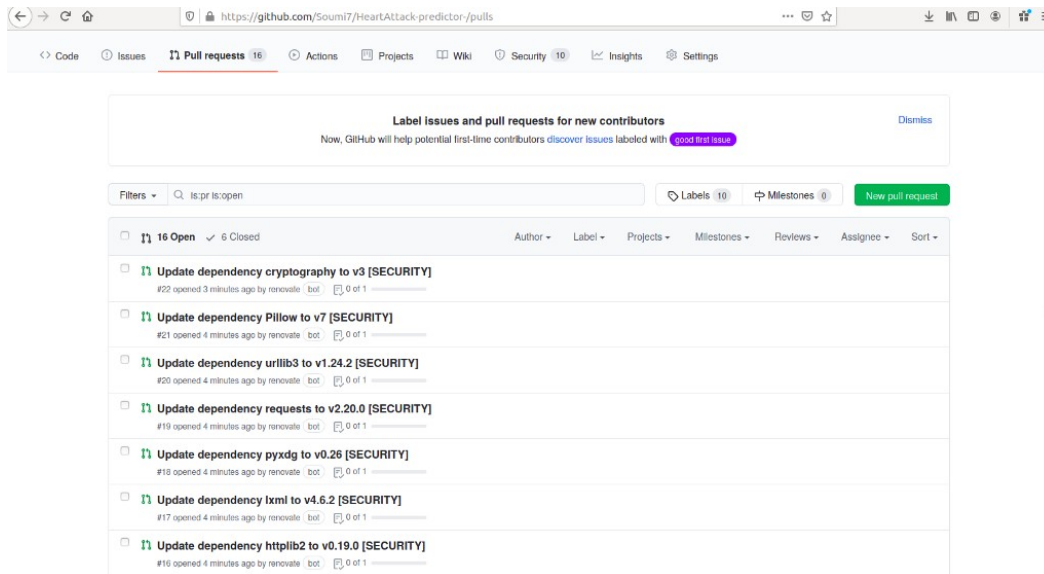 https://github.com/Soumi7/HeartAttack-predictor-/pulls
Code Issues Pull requests 16 Actions Projects Wiki Security 10 Insights Settings
Label issues and pull requests for new contributors
Dismiss
Now, GitHub will help potential first-time contributors discover issues labeled with good first issue
Filters is:pr is:open Labels 10 Milestones 0 New pull request
16 Open 6 Closed Author Label Projects Milestones Reviews Assignee Sort
Update dependency cryptography to v3 [SECURITY]
#22 opened 3 minutes ago by renovate bot 0 of 1
Update dependency Pillow to v7 [SECURITY]
#21 opened 4 minutes ago by renovate bot 0 of 1
Update dependency urllib3 to v1.24.2 [SECURITY]
#20 opened 4 minutes ago by renovate bot 0 of 1
Update dependency requests to v2.20.0 [SECURITY]
#19 opened 4 minutes ago by renovate bot 0 of 1
Update dependency pyxdg to v0.26 [SECURITY]
#18 opened 4 minutes ago by renovate bot 0 of 1
Update dependency lxml to v4.6.2 [SECURITY]
#17 opened 4 minutes ago by renovate bot 0 of 1
Update dependency httplib2 to v0.19.0 [SECURITY]
#16 opened 4 minutes ago by renovate bot 0 of 1